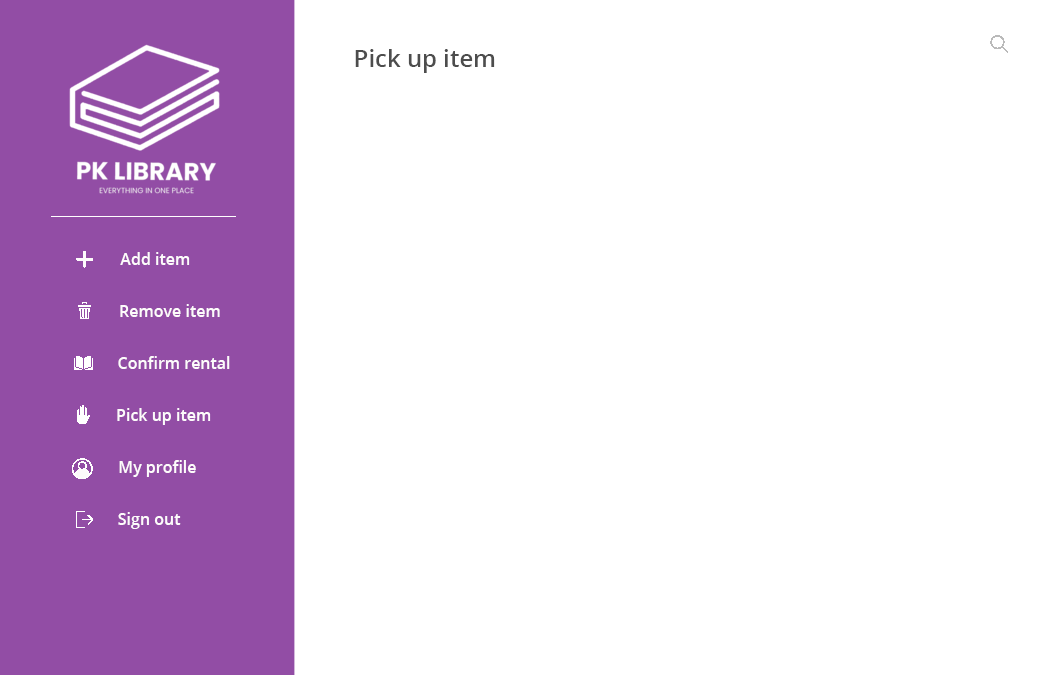 PK LIBRARY
EVERYTHING IN ONE PLACE
Add item
Remove item
Confirm rental
Pick up item
My profile
Sign out
Pick up item